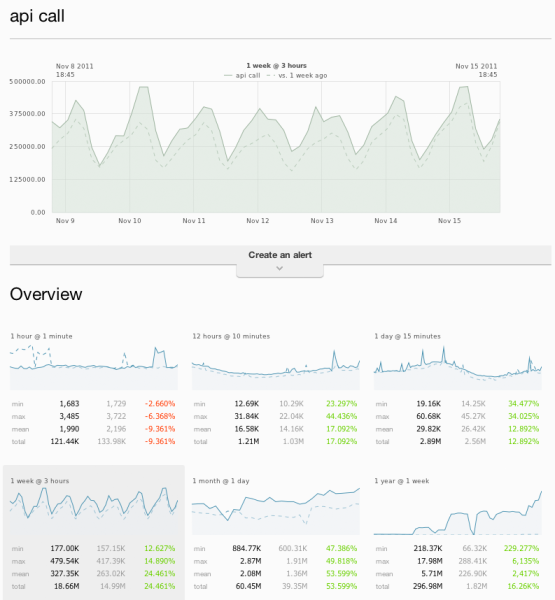 api call
Nov 8 2011 1 week @ 3 hours Nov 15 2011
18:45 api call vs. 1 week ago 18:45
500000.00
375000.00
250000.00
125000.00
0.00
Nov 9 Nov 10 Nov 11 Nov 12 Nov 13 Nov 14 Nov 15
Create an alert
Overview
1 hour @ 1 minute 12 hours @ 10 minutes 1 day @ 15 minutes
min 1,683 1,729 -2.660% min 12.69K 10.29K 23.297% min 19.16K 14.25K 34.477%
max 3,485 3,722 -6.368% max 31.84K 22.04K 44.436% max 60.68K 45.27K 34.025%
mean 1,990 2,196 -9.361% mean 16.58K 14.16K 17.092% mean 29.82K 26.42K 12.892%
total 121.44K 133.98K -9.361% total 1.21M 1.03M 17.092% total 2.89M 2.56M 12.892%
1 week @ 3 hours 1 month @ 1 day 1 year @ 1 week
min 177.00K 157.15K 12.627% min 884.77K 600.31K 47.386% min 218.37K 66.32K 229.277%
max 479.54K 417.39K 14.890% max 2.87M 1.91M 49.818% max 17.98M 288.41K 6,135%
mean 327.35K 263.02K 24.461% mean 2.08M 1.36M 53.599% mean 5.71M 226.90K 2,417%
total 18.66M 14.99M 24.461% total 60.45M 39.35M 53.599% total 296.98M 1.82M 16.26K%